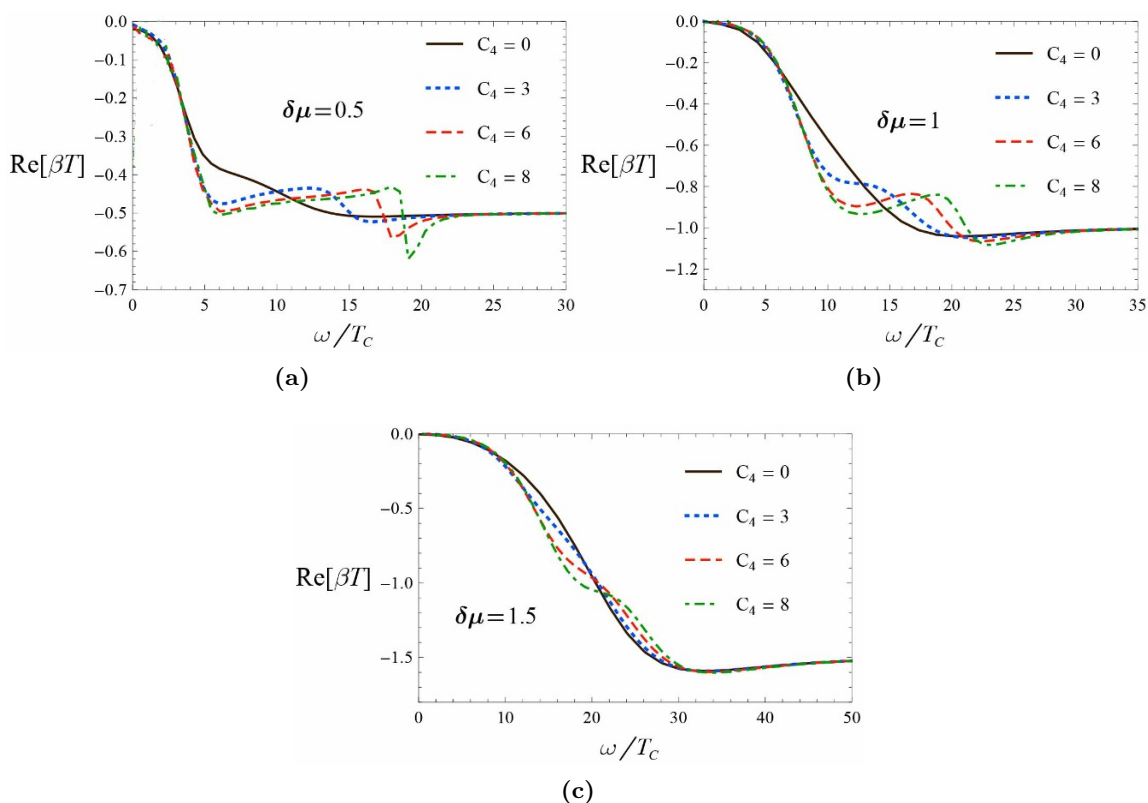 0.0
−0.1
−0.2
−0.3
−0.4
−0.5
−0.6
−0.7
Re[βT]
0 5 10 15 20 25 30
ω/T_C
δμ=0.5
C₄ = 0
C₄ = 3
C₄ = 6
C₄ = 8
(a)
0.0
−0.2
−0.4
−0.6
−0.8
−1.0
−1.2
Re[βT]
0 5 10 15 20 25 30 35
ω/T_C
δμ=1
C₄ = 0
C₄ = 3
C₄ = 6
C₄ = 8
(b)
0.0
−0.5
−1.0
−1.5
Re[βT]
0 10 20 30 40 50
ω/T_C
δμ=1.5
C₄ = 0
C₄ = 3
C₄ = 6
C₄ = 8
(c)